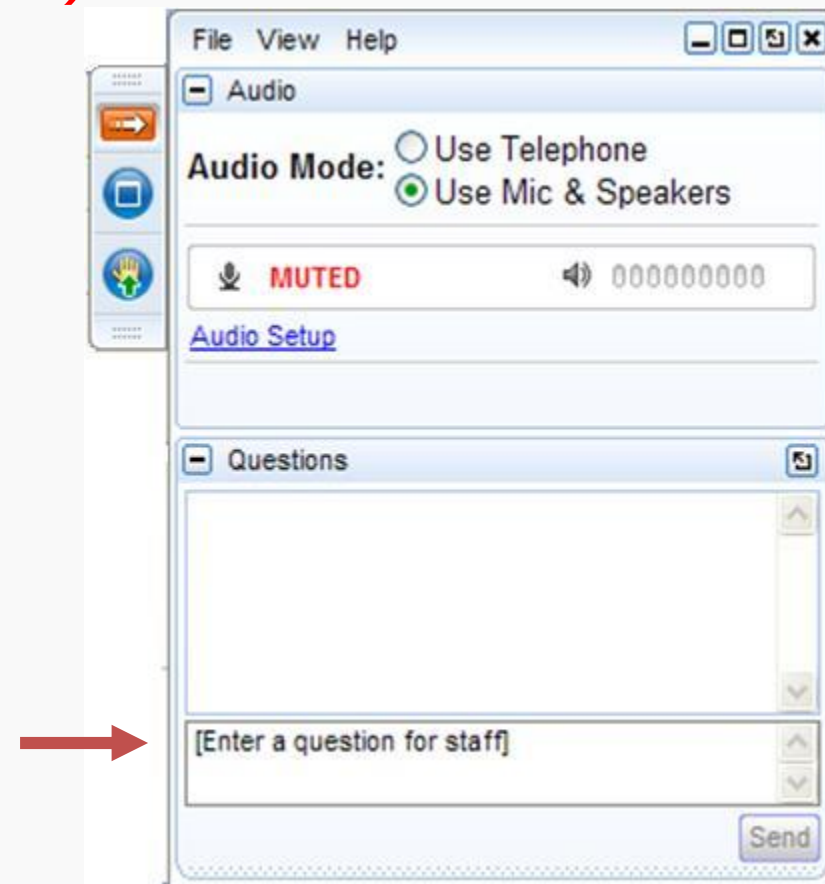 File View Help
Audio
Audio Mode: Use Telephone
Use Mic & Speakers
MUTED 000000000
Audio Setup
Questions
[Enter a question for staff]
Send